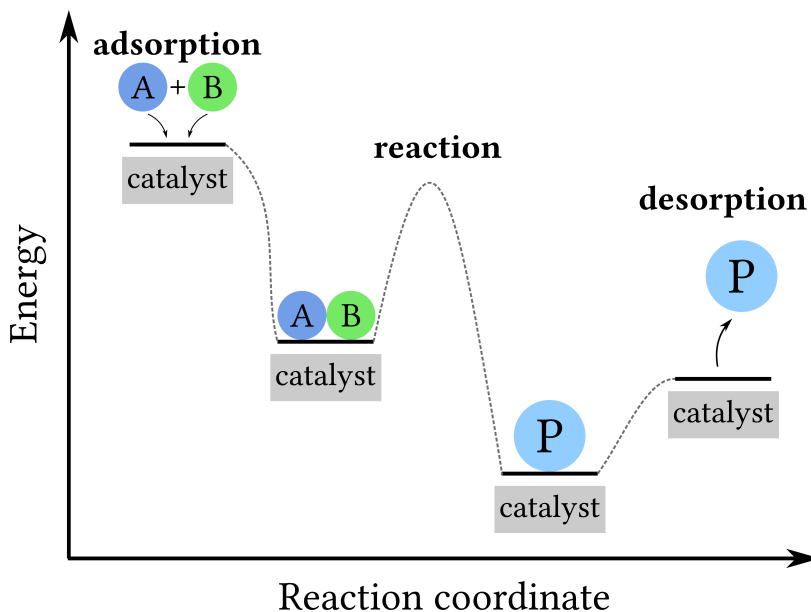 adsorption
A + B
catalyst
reaction
A B
catalyst
P
catalyst
desorption
P
catalyst
Energy
Reaction coordinate